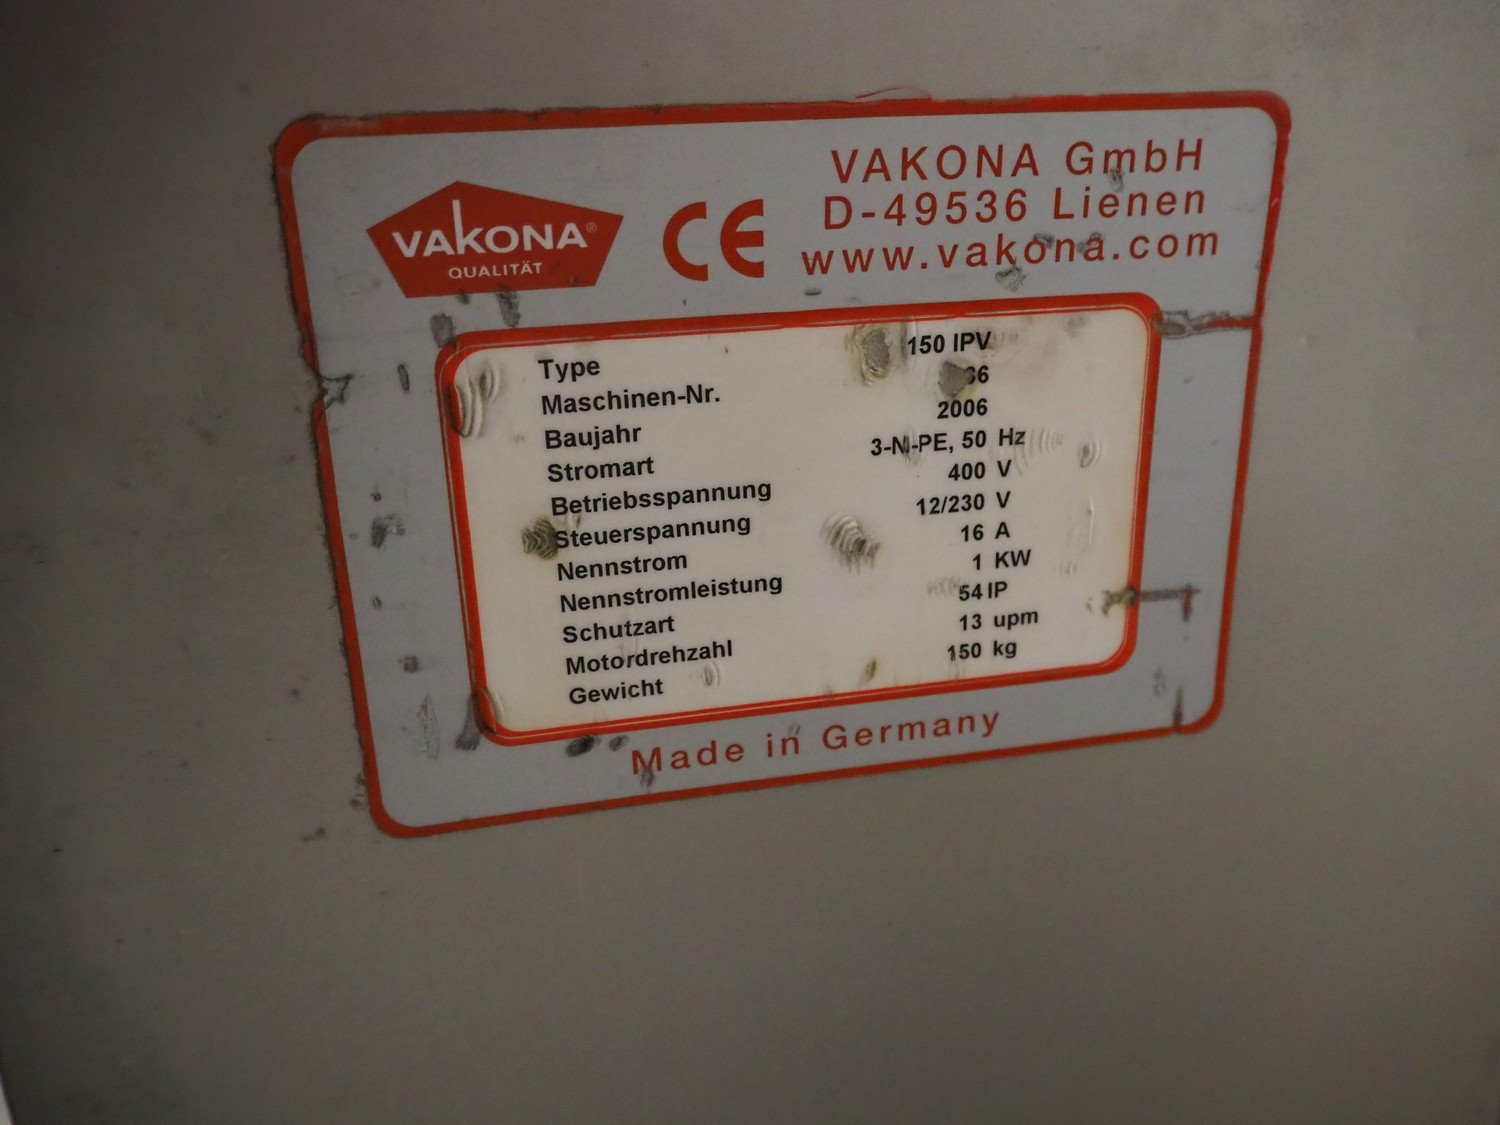 VAKONA®
QUALITÄT
CE
VAKONA GmbH
D-49536 Lienen
www.vakona.com
Type 150 IPV
Maschinen-Nr.
Baujahr 2006
Stromart 3-N-PE, 50 Hz
Betriebsspannung 400 V
Steuerspannung 12/230 V
Nennstrom 16 A
Nennstromleistung 1 KW
Schutzart 54 IP
Motordrehzahl 13 upm
Gewicht 150 kg
Made in Germany